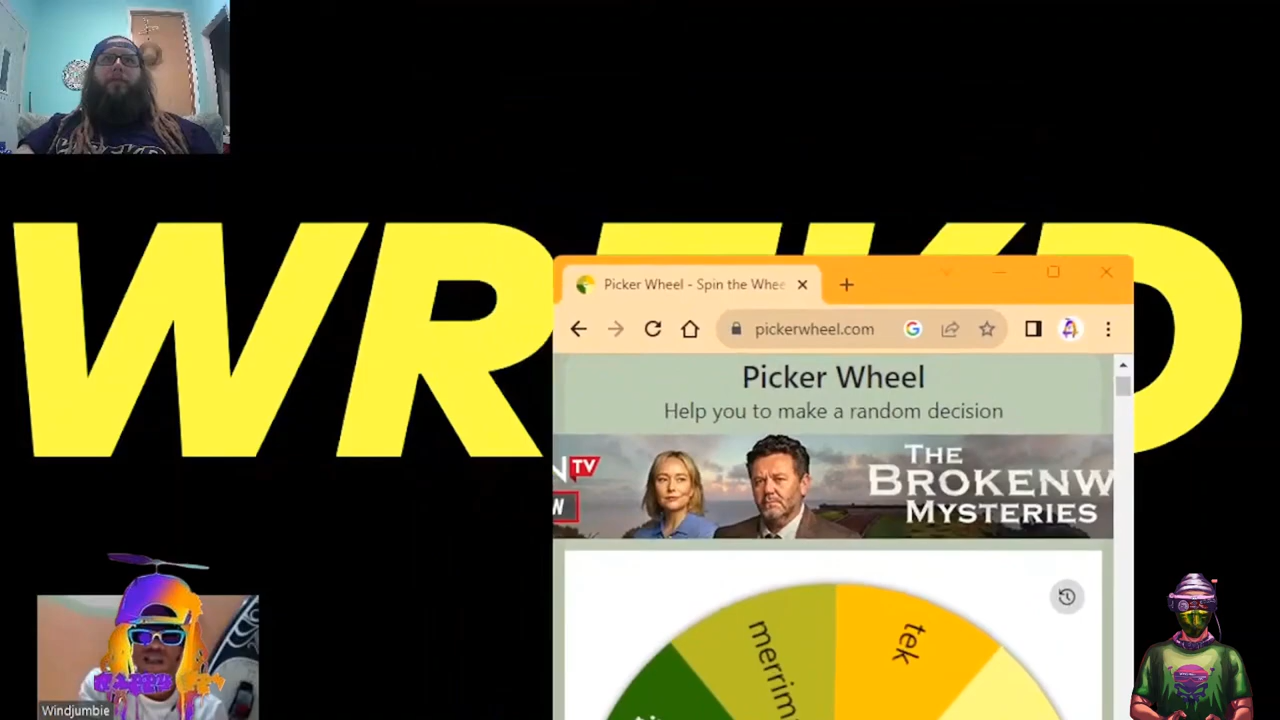 WREKD
Picker Wheel - Spin the Whee
pickerwheel.com
Picker Wheel
Help you to make a random decision
TV
THE
BROKENW
MYSTERIES
tek
merrim
Windjumbie